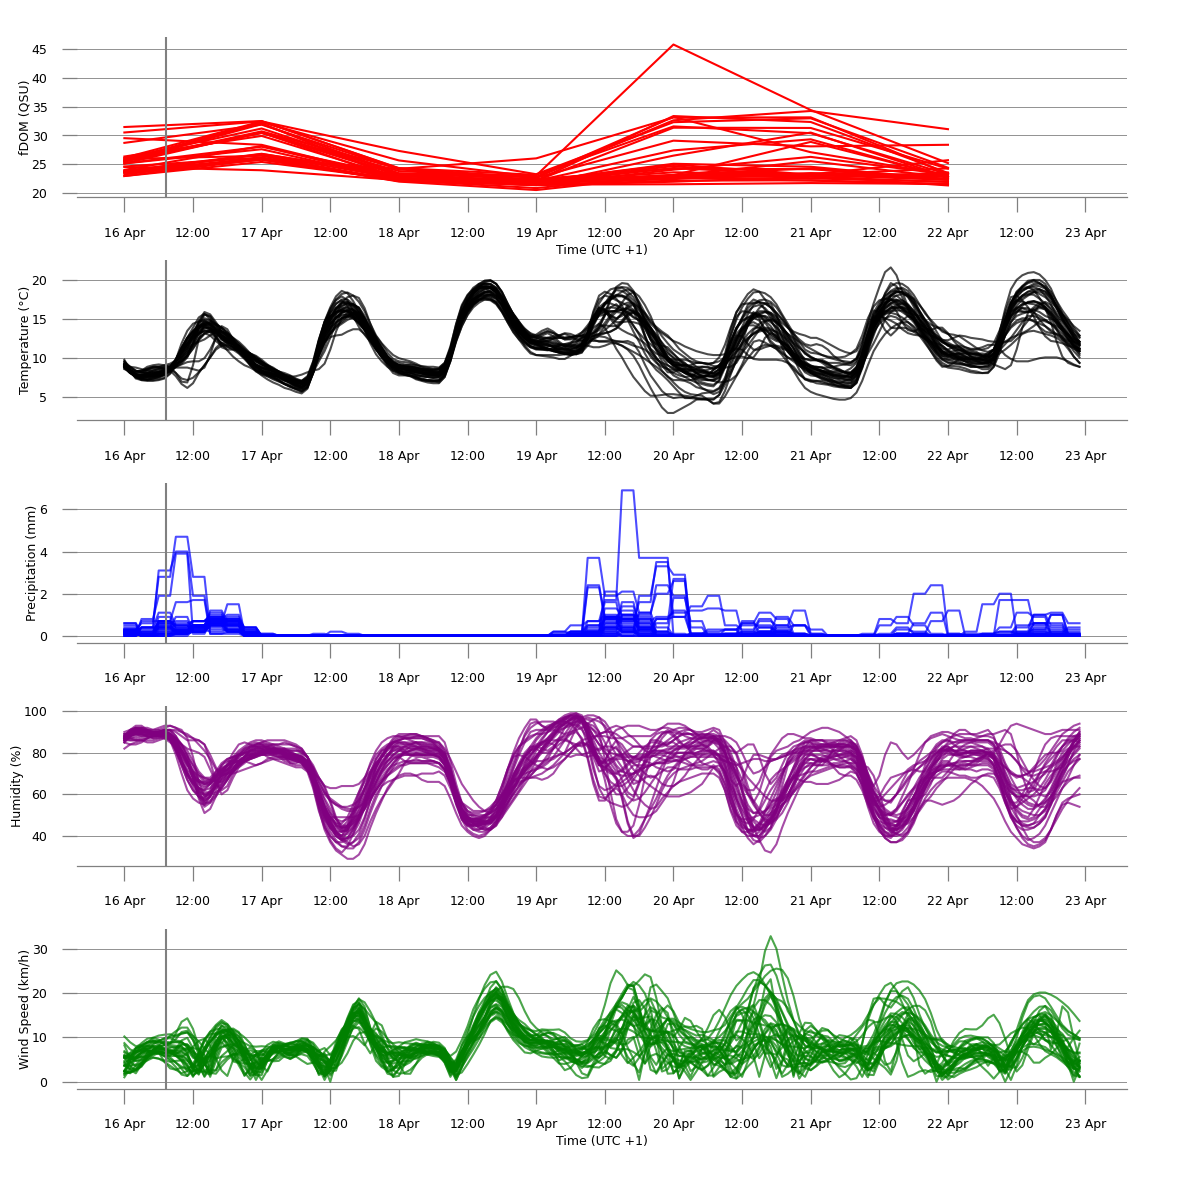 fDOM (QSU)
45
40
35
30
25
20
16 Apr 12:00 17 Apr 12:00 18 Apr 12:00 19 Apr 12:00 20 Apr 12:00 21 Apr 12:00 22 Apr 12:00 23 Apr
Time (UTC +1)
Temperature (°C)
20
15
10
5
16 Apr 12:00 17 Apr 12:00 18 Apr 12:00 19 Apr 12:00 20 Apr 12:00 21 Apr 12:00 22 Apr 12:00 23 Apr
Precipitation (mm)
6
4
2
0
16 Apr 12:00 17 Apr 12:00 18 Apr 12:00 19 Apr 12:00 20 Apr 12:00 21 Apr 12:00 22 Apr 12:00 23 Apr
Humidity (%)
100
80
60
40
16 Apr 12:00 17 Apr 12:00 18 Apr 12:00 19 Apr 12:00 20 Apr 12:00 21 Apr 12:00 22 Apr 12:00 23 Apr
Wind Speed (km/h)
30
20
10
0
16 Apr 12:00 17 Apr 12:00 18 Apr 12:00 19 Apr 12:00 20 Apr 12:00 21 Apr 12:00 22 Apr 12:00 23 Apr
Time (UTC +1)